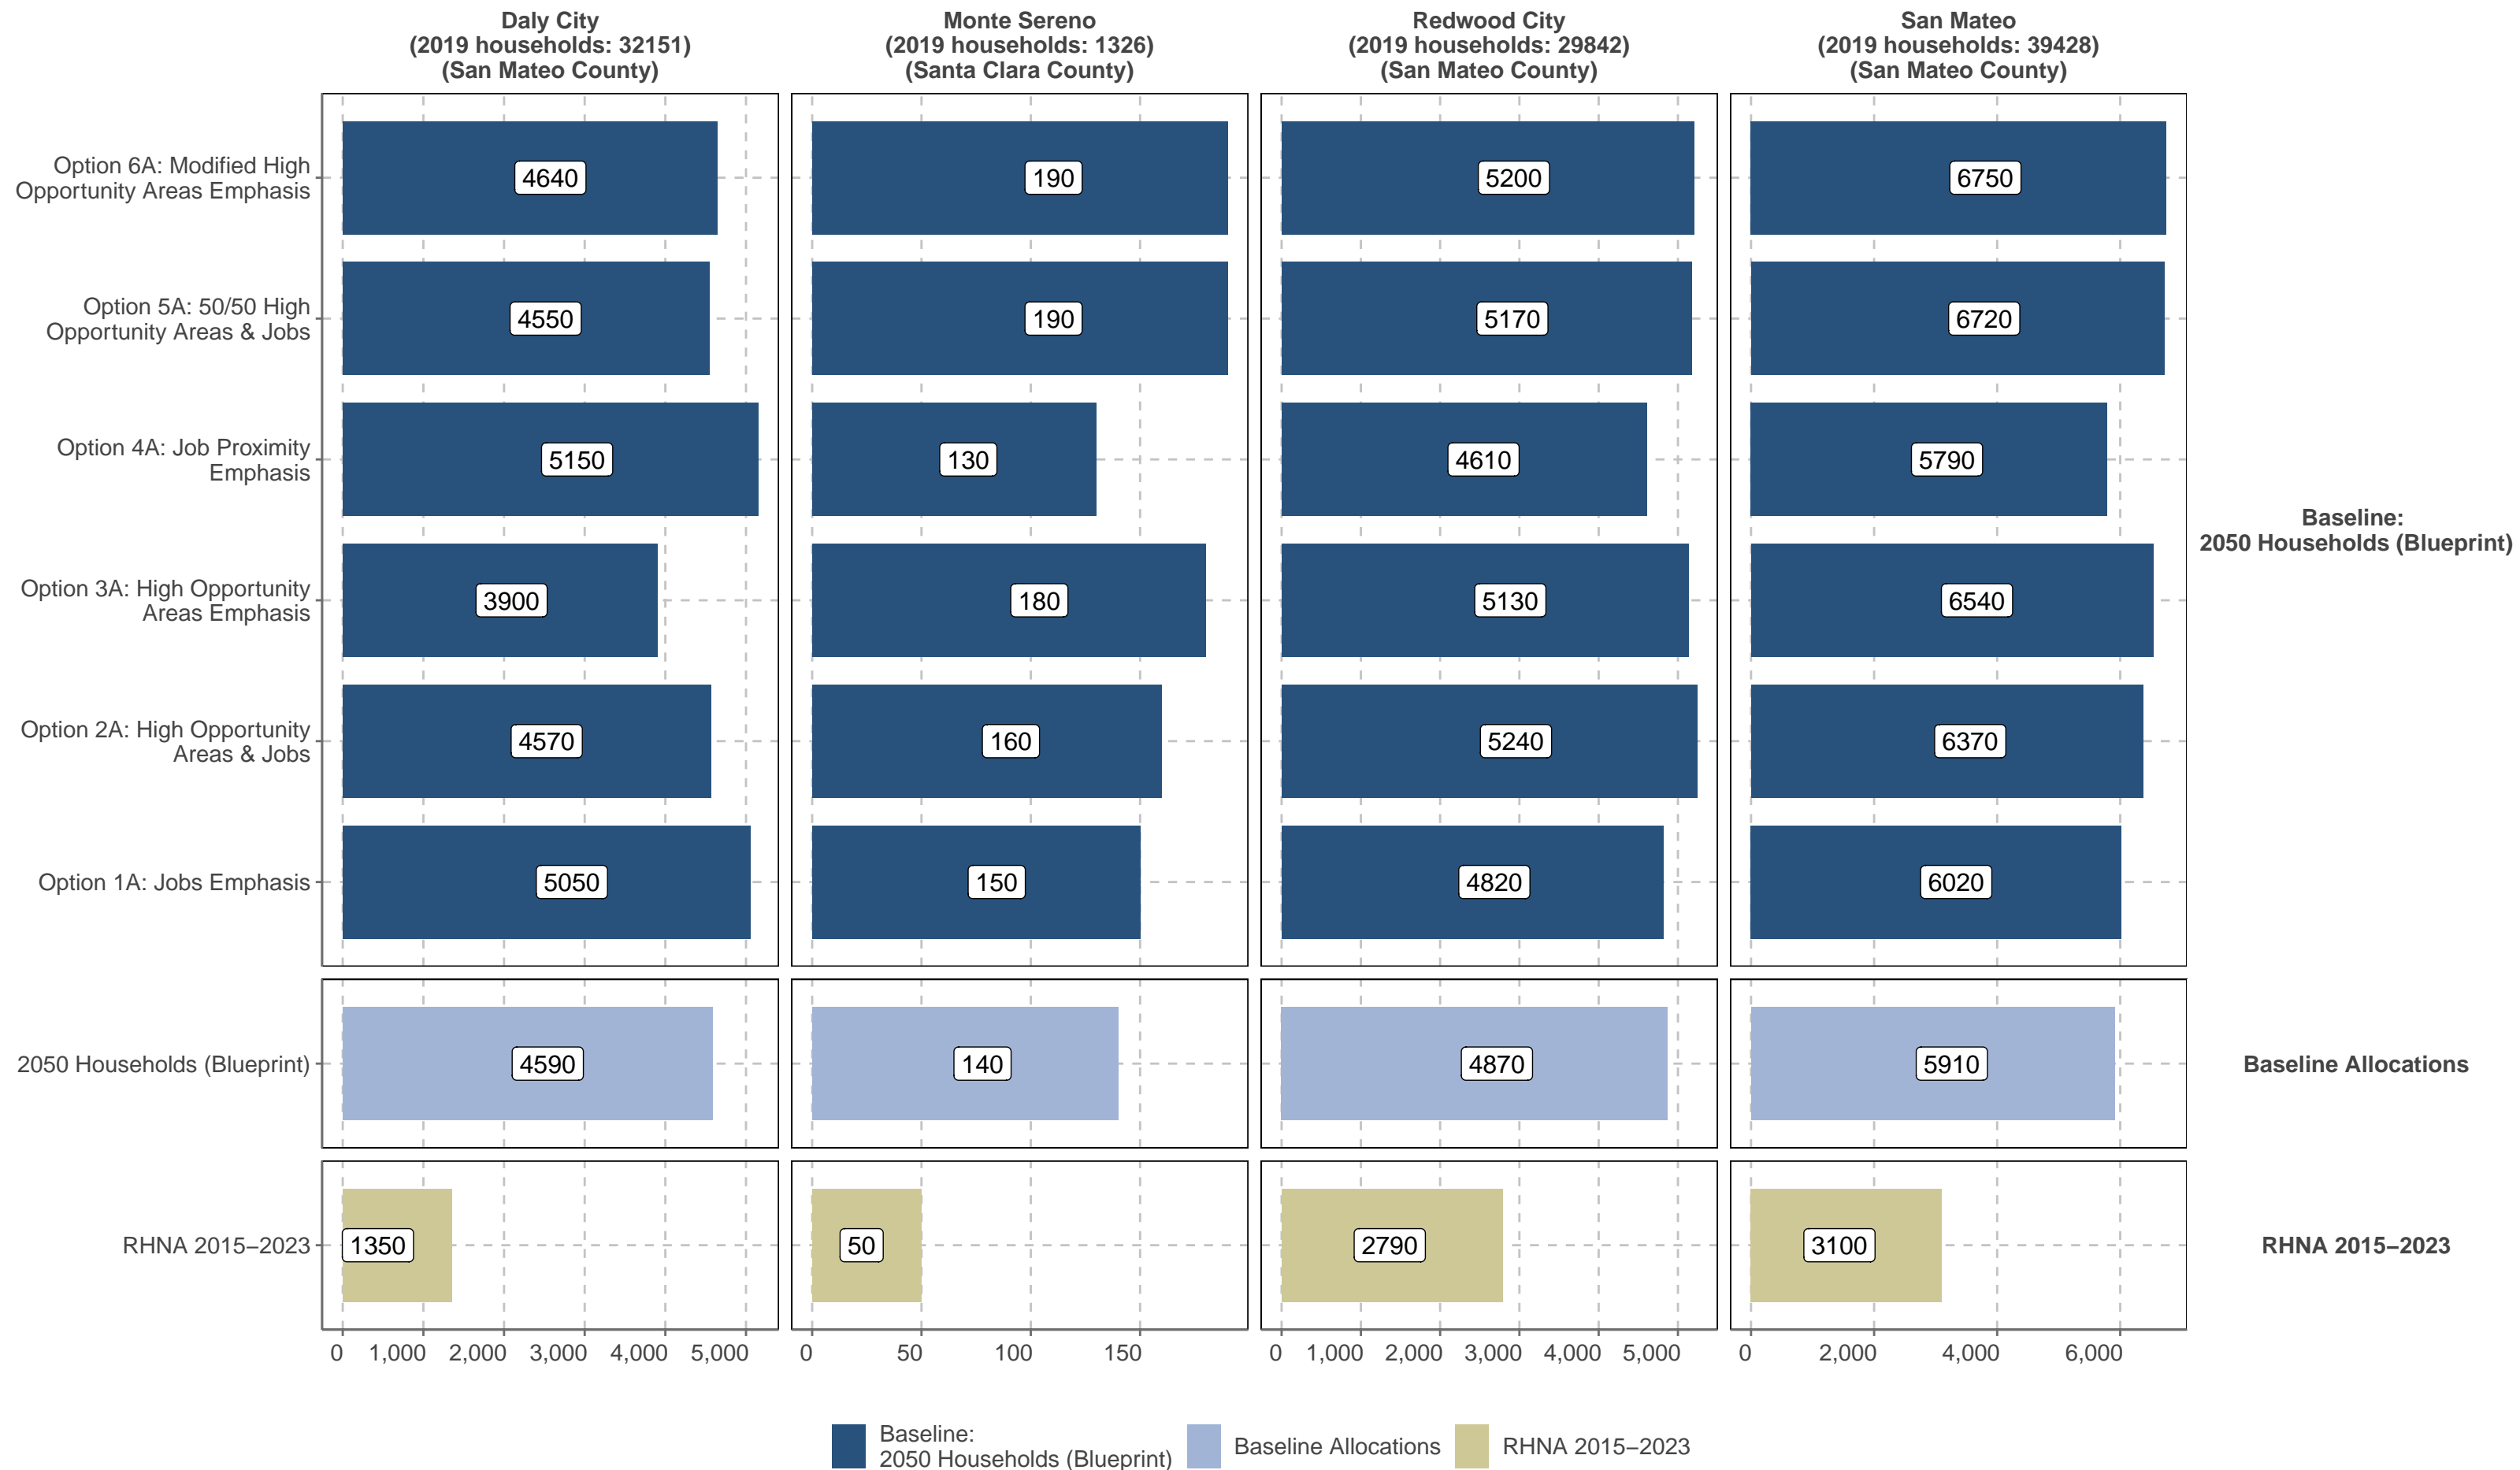 Daly City
(2019 households: 32151)
(San Mateo County)
Monte Sereno
(2019 households: 1326)
(Santa Clara County)
Redwood City
(2019 households: 29842)
(San Mateo County)
San Mateo
(2019 households: 39428)
(San Mateo County)
Option 6A: Modified High
Opportunity Areas Emphasis
4640
190
5200
6750
Option 5A: 50/50 High
Opportunity Areas & Jobs
4550
190
5170
6720
Option 4A: Job Proximity
Emphasis
5150
130
4610
5790
Option 3A: High Opportunity
Areas Emphasis
3900
180
5130
6540
Option 2A: High Opportunity
Areas & Jobs
4570
160
5240
6370
Option 1A: Jobs Emphasis
5050
150
4820
6020
Baseline:
2050 Households (Blueprint)
2050 Households (Blueprint)
4590
140
4870
5910
Baseline Allocations
RHNA 2015–2023
1350
50
2790
3100
RHNA 2015–2023
0 1,000 2,000 3,000 4,000 5,000
0 50 100 150
0 1,000 2,000 3,000 4,000 5,000
0 2,000 4,000 6,000
Baseline:
2050 Households (Blueprint)
Baseline Allocations
RHNA 2015–2023